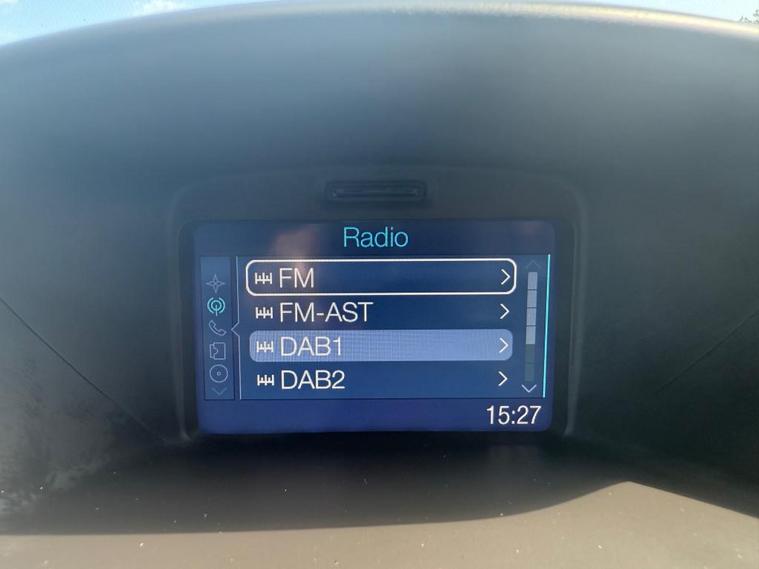 Radio
FM
FM-AST
DAB1
DAB2
15:27